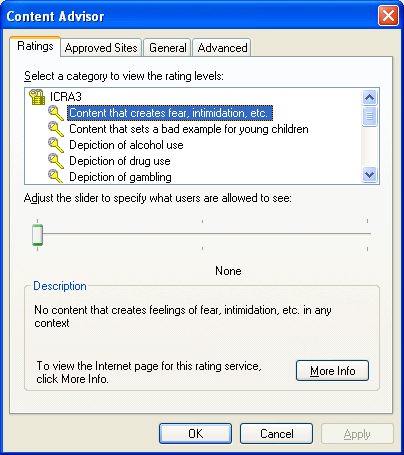 Content Advisor
Ratings Approved Sites General Advanced
Select a category to view the rating levels:
ICRA3
Content that creates fear, intimidation, etc.
Content that sets a bad example for young children
Depiction of alcohol use
Depiction of drug use
Depiction of gambling
Adjust the slider to specify what users are allowed to see:
None
Description
No content that creates feelings of fear, intimidation, etc. in any
context
To view the Internet page for this rating service,
click More Info.
More Info
OK Cancel Apply